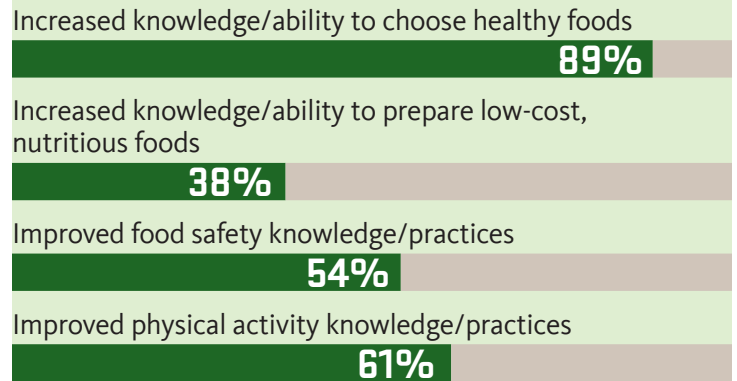 Increased knowledge/ability to choose healthy foods
89%
Increased knowledge/ability to prepare low-cost,
nutritious foods
38%
Improved food safety knowledge/practices
54%
Improved physical activity knowledge/practices
61%